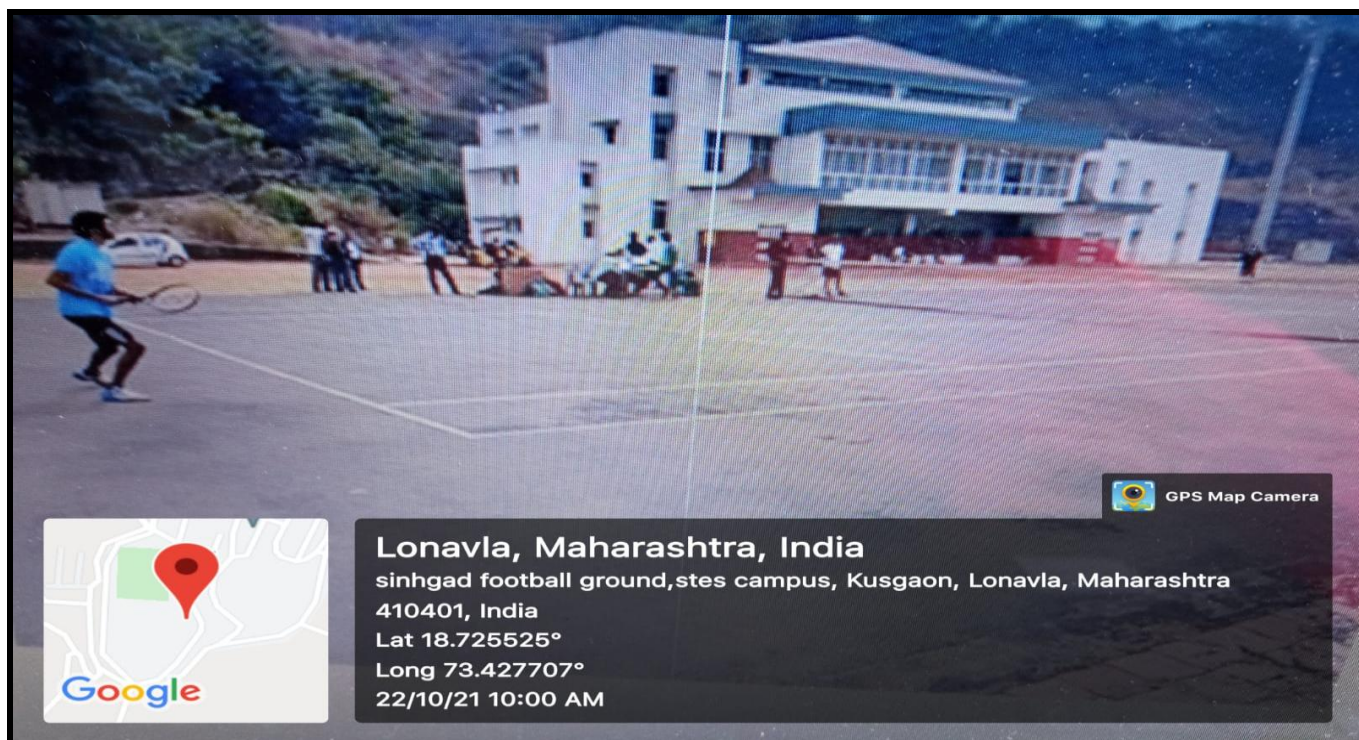 GPS Map Camera
Lonavla, Maharashtra, India
sinhgad football ground,stes campus, Kusgaon, Lonavla, Maharashtra
410401, India
Lat 18.725525°
Long 73.427707°
22/10/21 10:00 AM
Google